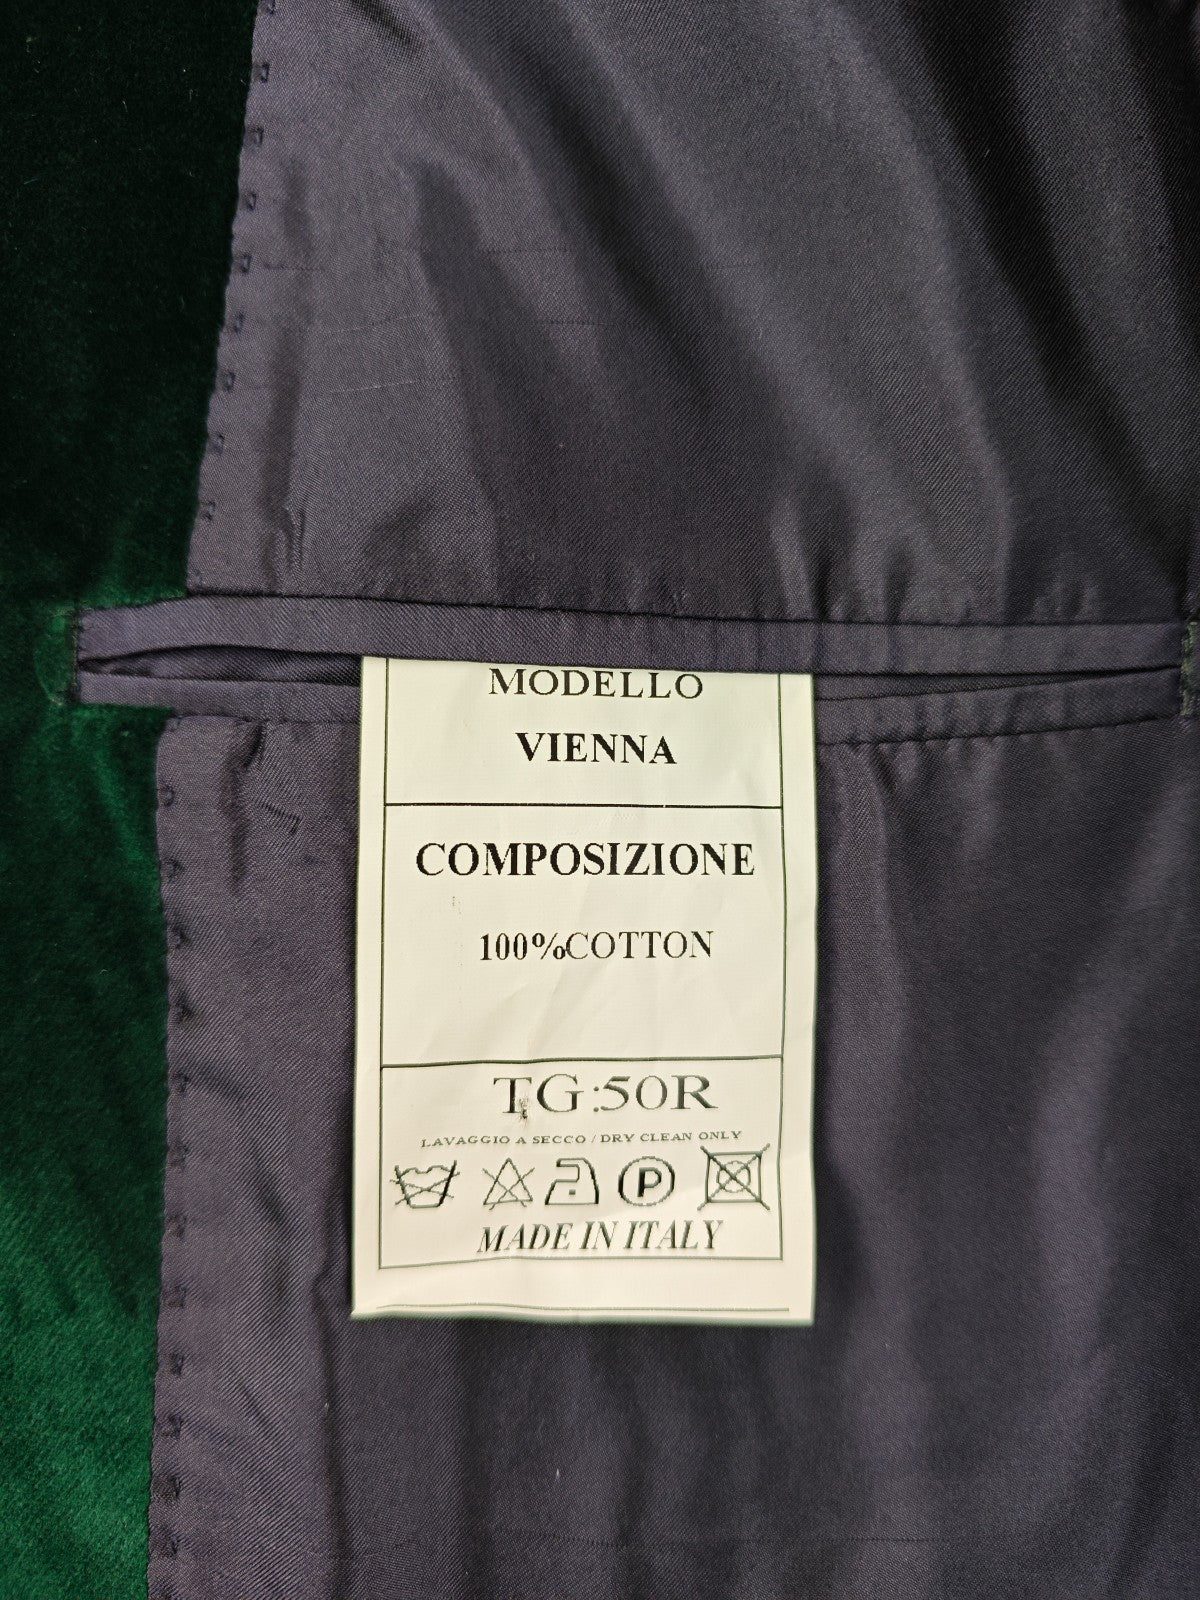 MODELLO
VIENNA
COMPOSIZIONE
100%COTTON
TG:50R
LAVAGGIO A SECCO / DRY CLEAN ONLY
P
MADE IN ITALY